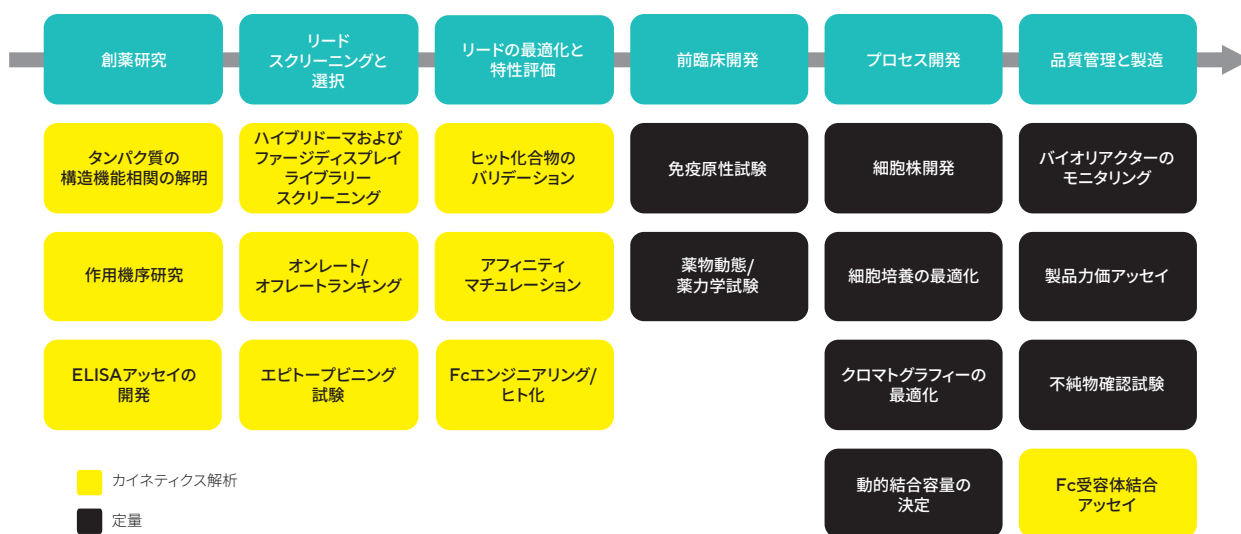 創薬研究
リード
スクリーニングと
選択
リードの最適化と
特性評価
前臨床開発
プロセス開発
品質管理と製造
タンパク質の
構造機能相関の解明
ハイブリドーマおよび
ファージディスプレイ
ライブラリー
スクリーニング
ヒット化合物の
バリデーション
免疫原性試験
細胞株開発
バイオリアクターの
モニタリング
作用機序研究
オンレート/
オフレートランキング
アフィニティ
マチュレーション
薬物動態/
薬力学試験
細胞培養の最適化
製品力価アッセイ
ELISAアッセイの
開発
エピトープビニング
試験
Fcエンジニアリング/
ヒト化
クロマトグラフィーの
最適化
不純物確認試験
動的結合容量の
決定
Fc受容体結合
アッセイ
カイネティクス解析
定量